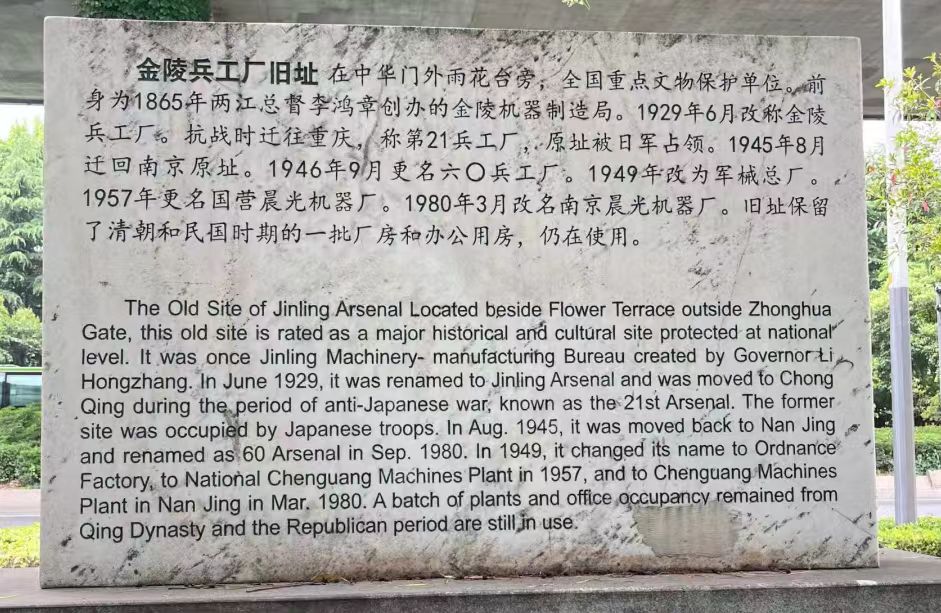 金陵兵工厂旧址 在中华门外雨花台旁，全国重点文物保护单位。前
身为1865年两江总督李鸿章创办的金陵机器制造局。1929年6月改称金陵
兵工厂。抗战时迁往重庆，称第21兵工厂，原址被日军占领。1945年8月
迁回南京原址。1946年9月更名六〇兵工厂。1949年改为军械总厂。
1957年更名国营晨光机器厂。1980年3月改名南京晨光机器厂。旧址保留
了清朝和民国时期的一批厂房和办公用房，仍在使用。
The Old Site of Jinling Arsenal Located beside Flower Terrace outside Zhonghua
Gate, this old site is rated as a major historical and cultural site protected at national
level. It was once Jinling Machinery- manufacturing Bureau created by Governor Li
Hongzhang. In June 1929, it was renamed to Jinling Arsenal and was moved to Chong
Qing during the period of anti-Japanese war, known as the 21st Arsenal. The former
site was occupied by Japanese troops. In Aug. 1945, it was moved back to Nan Jing
and renamed as 60 Arsenal in Sep. 1980. In 1949, it changed its name to Ordnance
Factory, to National Chenguang Machines Plant in 1957, and to Chenguang Machines
Plant in Nan Jing in Mar. 1980. A batch of plants and office occupancy remained from
Qing Dynasty and the Republican period are still in use.